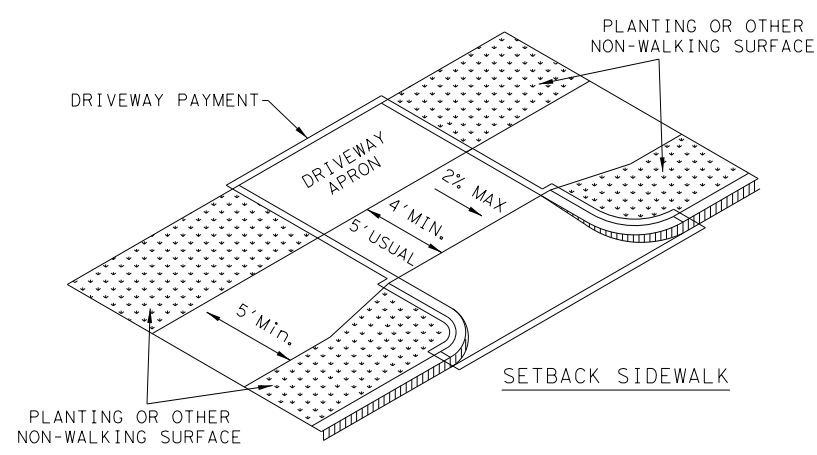 PLANTING OR OTHER
NON-WALKING SURFACE
DRIVEWAY PAYMENT
DRIVEWAY
APRON
2% MAX
4' MIN.
5' USUAL
5' Min.
SETBACK SIDEWALK
PLANTING OR OTHER
NON-WALKING SURFACE